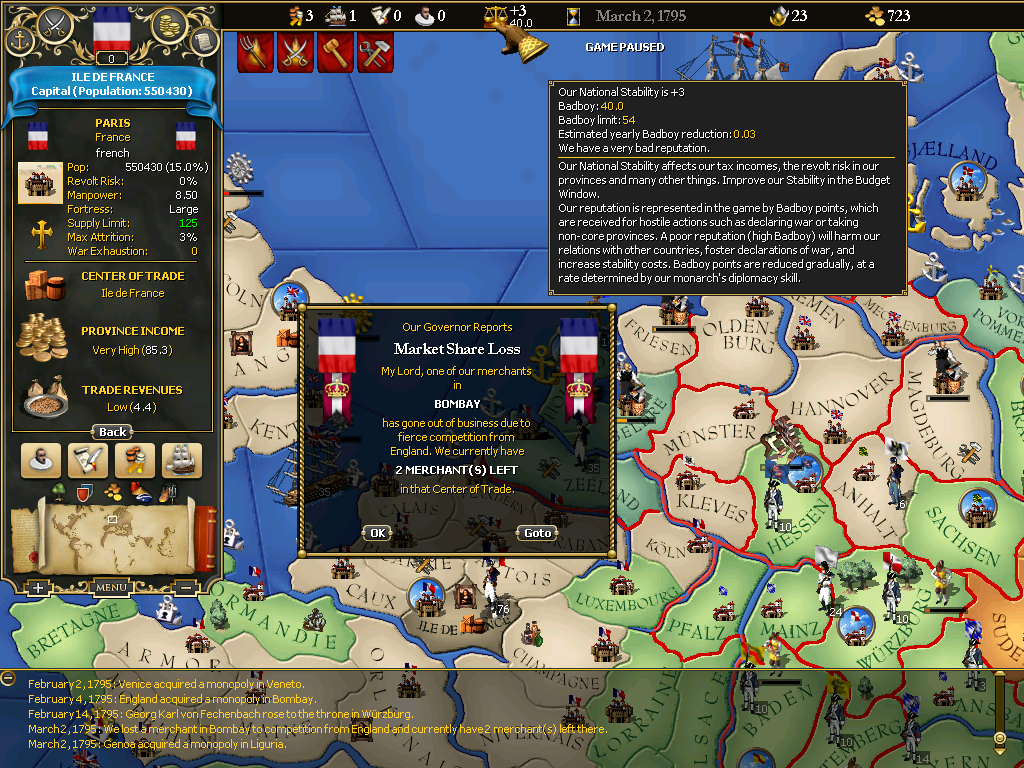 3
1
0
0
+3
40.0
March 2, 1795
23
723
GAME PAUSED
0
ILE DE FRANCE
Capital (Population: 550430)
PARIS
France
french
Pop: 550430 (15.0%)
Revolt Risk: 0%
Manpower: 8.50
Fortress: Large
Supply Limit: 125
Max Attrition: 3%
War Exhaustion: 0
CENTER OF TRADE
Ile de France
PROVINCE INCOME
Very High (85.3)
TRADE REVENUES
Low (4.4)
Back
MENU
Our National Stability is +3
Badboy: 40.0
Badboy limit: 54
Estimated yearly Badboy reduction: 0.03
We have a very bad reputation.
Our National Stability affects our tax incomes, the revolt risk in our
provinces and many other things. Improve our Stability in the Budget
Window.
Our reputation is represented in the game by Badboy points, which
are received for hostile actions such as declaring war or taking
non-core provinces. A poor reputation (high Badboy) will harm our
relations with other countries, foster declarations of war, and
increase stability costs. Badboy points are reduced gradually, at a
rate determined by our monarch's diplomacy skill.
Our Governor Reports
Market Share Loss
My Lord, one of our merchants
in
BOMBAY
has gone out of business due to
fierce competition from
England. We currently have
2 MERCHANT(S) LEFT
in that Center of Trade.
OK
Goto
SJÆLLAND
FRIESEN
OLDEN-
BURG
EMEN
MECKLEMBURG
VOR
POMMERN
HANNOVER
MAGDEBURG
MÜNSTER
KLEVES
HESSEN
ANHALT
SACHSEN
KÖLN
KENT
CALAIS
ZEELAND
35
35
10
6
ARTOIS
CAUX
76
ILE DE FRANCE
LUXEMBOURG
PFALZ
MAINZ
24
10
WÜRZBURG
SUDE
BRETAGNE
NORMANDIE
ARMOR
CHAMPAGNE
ORL
LORRAINE
ELSASS
BADEN
10
10
14
3
ANSBA
February 2, 1795: Venice acquired a monopoly in Veneto.
February 4, 1795: England acquired a monopoly in Bombay.
February 14, 1795: Georg Karl von Fechenbach rose to the throne in Würzburg.
March 2, 1795: We lost a merchant in Bombay to competition from England and currently have 2 merchant(s) left there.
March 2, 1795: Genoa acquired a monopoly in Liguria.